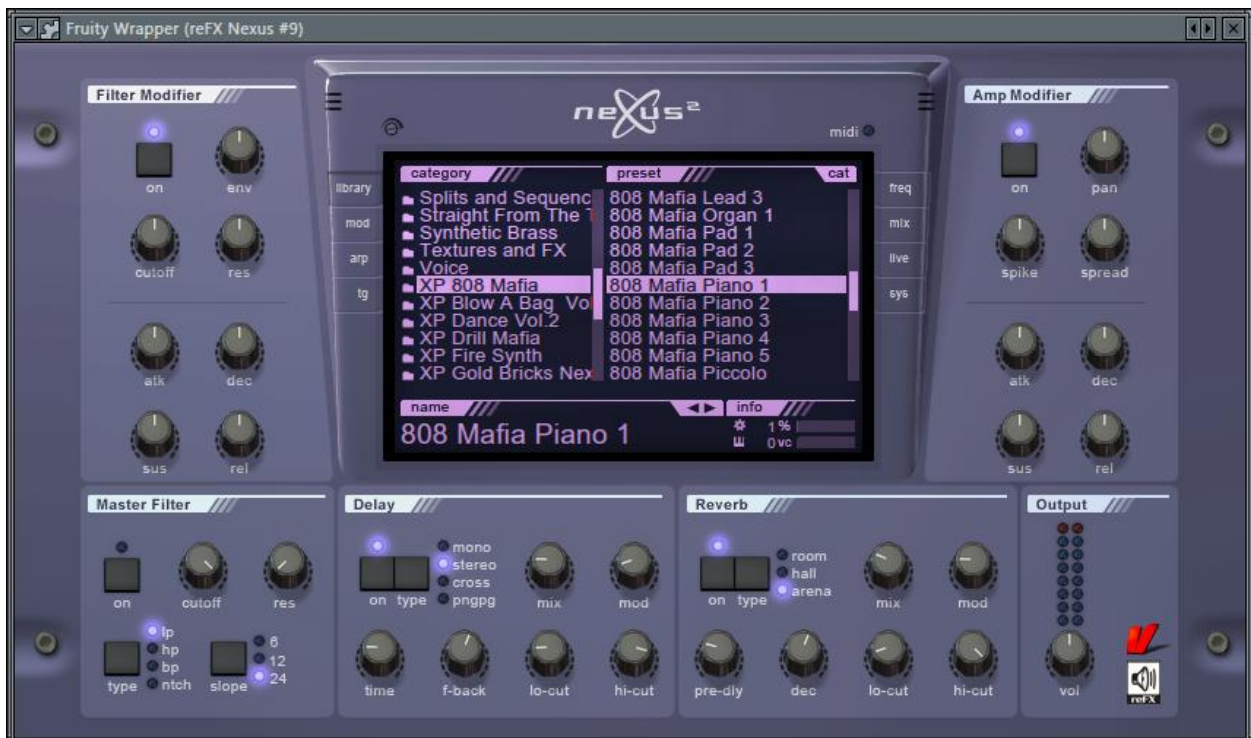 Fruity Wrapper (reFX Nexus #9)
Filter Modifier
on
env
cutoff
res
atk
dec
sus
rel
nexus²
midi
library
mod
arp
tg
category
Splits and Sequenc
Straight From The T
Synthetic Brass
Textures and FX
Voice
XP 808 Mafia
XP Blow A Bag Vol
XP Dance Vol.2
XP Drill Mafia
XP Fire Synth
XP Gold Bricks Nex
preset
cat
808 Mafia Lead 3
808 Mafia Organ 1
808 Mafia Pad 1
808 Mafia Pad 2
808 Mafia Pad 3
808 Mafia Piano 1
808 Mafia Piano 2
808 Mafia Piano 3
808 Mafia Piano 4
808 Mafia Piano 5
808 Mafia Piccolo
name
808 Mafia Piano 1
info
1%
0 vc
freq
mix
live
sys
Amp Modifier
on
pan
spike
spread
atk
dec
sus
rel
Master Filter
on
cutoff
res
type
lp
hp
bp
ntch
slope
6
12
24
Delay
on
type
mono
stereo
cross
pngpg
mix
mod
time
f-back
lo-cut
hi-cut
Reverb
on
type
room
hall
arena
mix
mod
pre-dly
dec
lo-cut
hi-cut
Output
vol
reFX